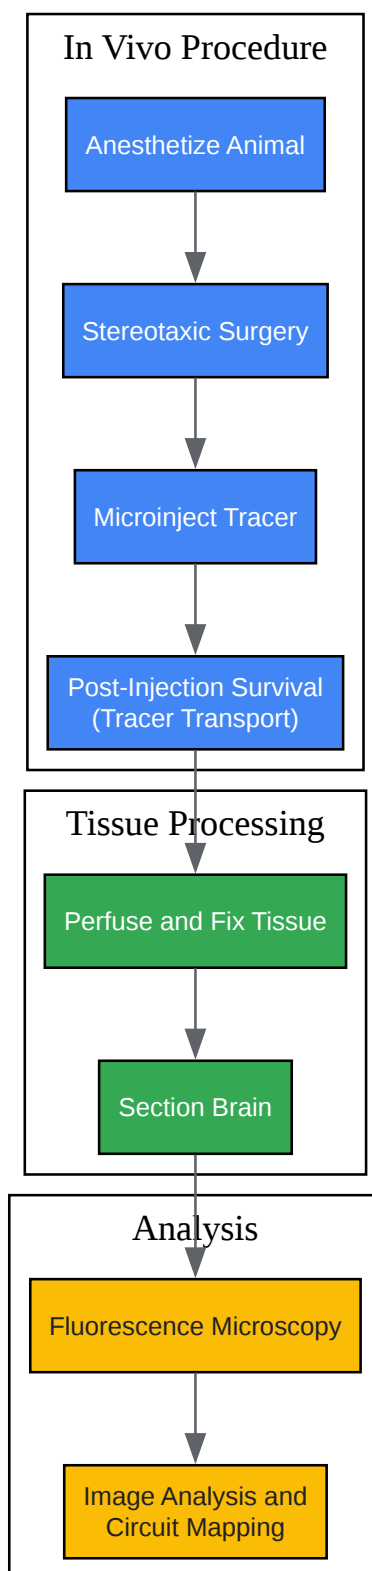 In Vivo Procedure
Anesthetize Animal
Stereotaxic Surgery
Microinject Tracer
Post-Injection Survival
(Tracer Transport)
Tissue Processing
Perfuse and Fix Tissue
Section Brain
Analysis
Fluorescence Microscopy
Image Analysis and
Circuit Mapping